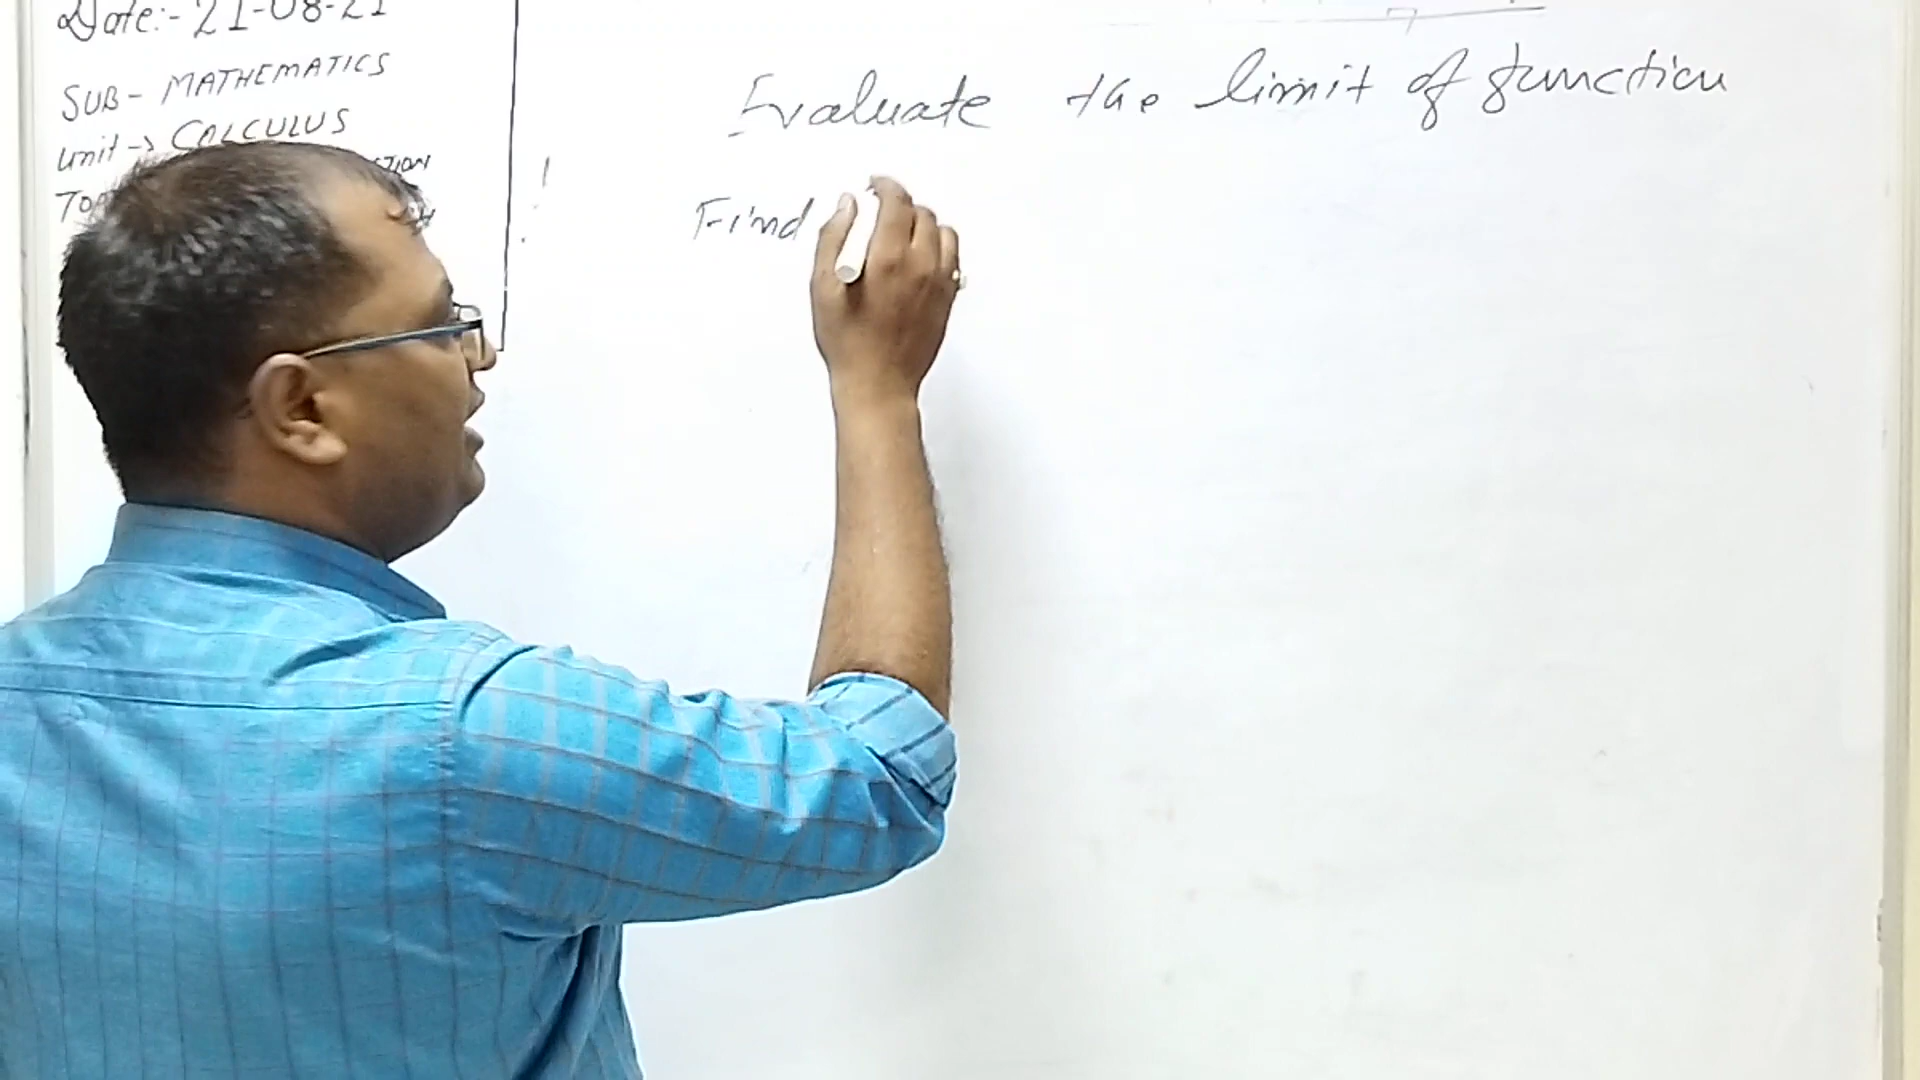 Date:- 21-08-21
SUB - MATHEMATICS
Unit → CALCULUS
Evaluate the limit of function
Find